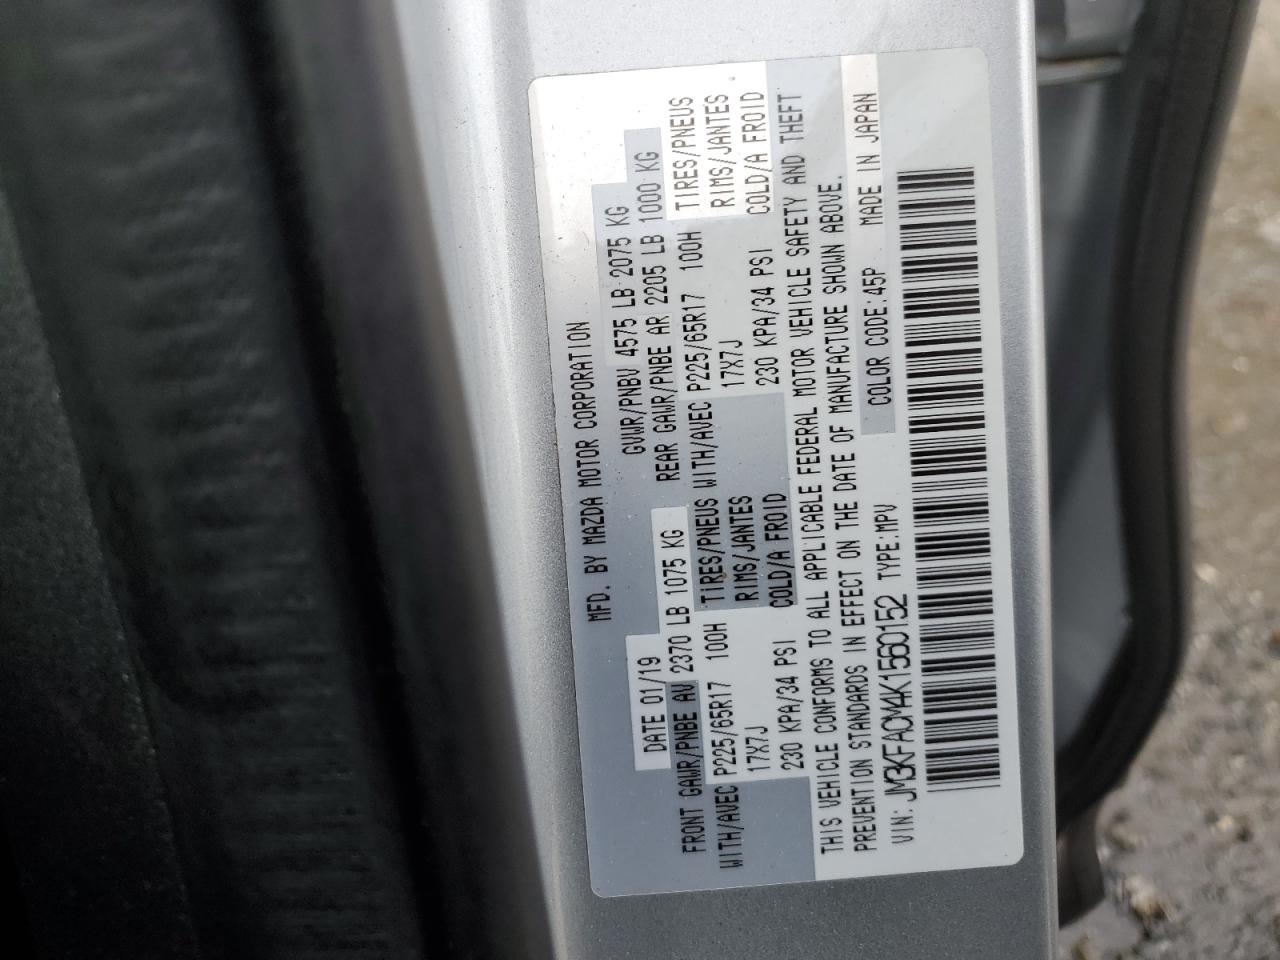 MFD. BY MAZDA MOTOR CORPORATION
DATE 01/19 GVWR/PNBV 4575 LB 2075 KG
FRONT GAWR/PNBE AV 2370 LB 1075 KG REAR GAWR/PNBE AR 2205 LB 1000 KG
WITH/AVEC P225/65R17 100H TIRES/PNEUS WITH/AVEC P225/65R17 100H TIRES/PNEUS
17X7J RIMS/JANTES 17X7J RIMS/JANTES
230 KPA/34 PSI COLD/A FROID 230 KPA/34 PSI COLD/A FROID
THIS VEHICLE CONFORMS TO ALL APPLICABLE FEDERAL MOTOR VEHICLE SAFETY AND THEFT
PREVENTION STANDARDS IN EFFECT ON THE DATE OF MANUFACTURE SHOWN ABOVE.
VIN: JM3KFACM4K1560152 TYPE:MPV COLOR CODE:45P MADE IN JAPAN